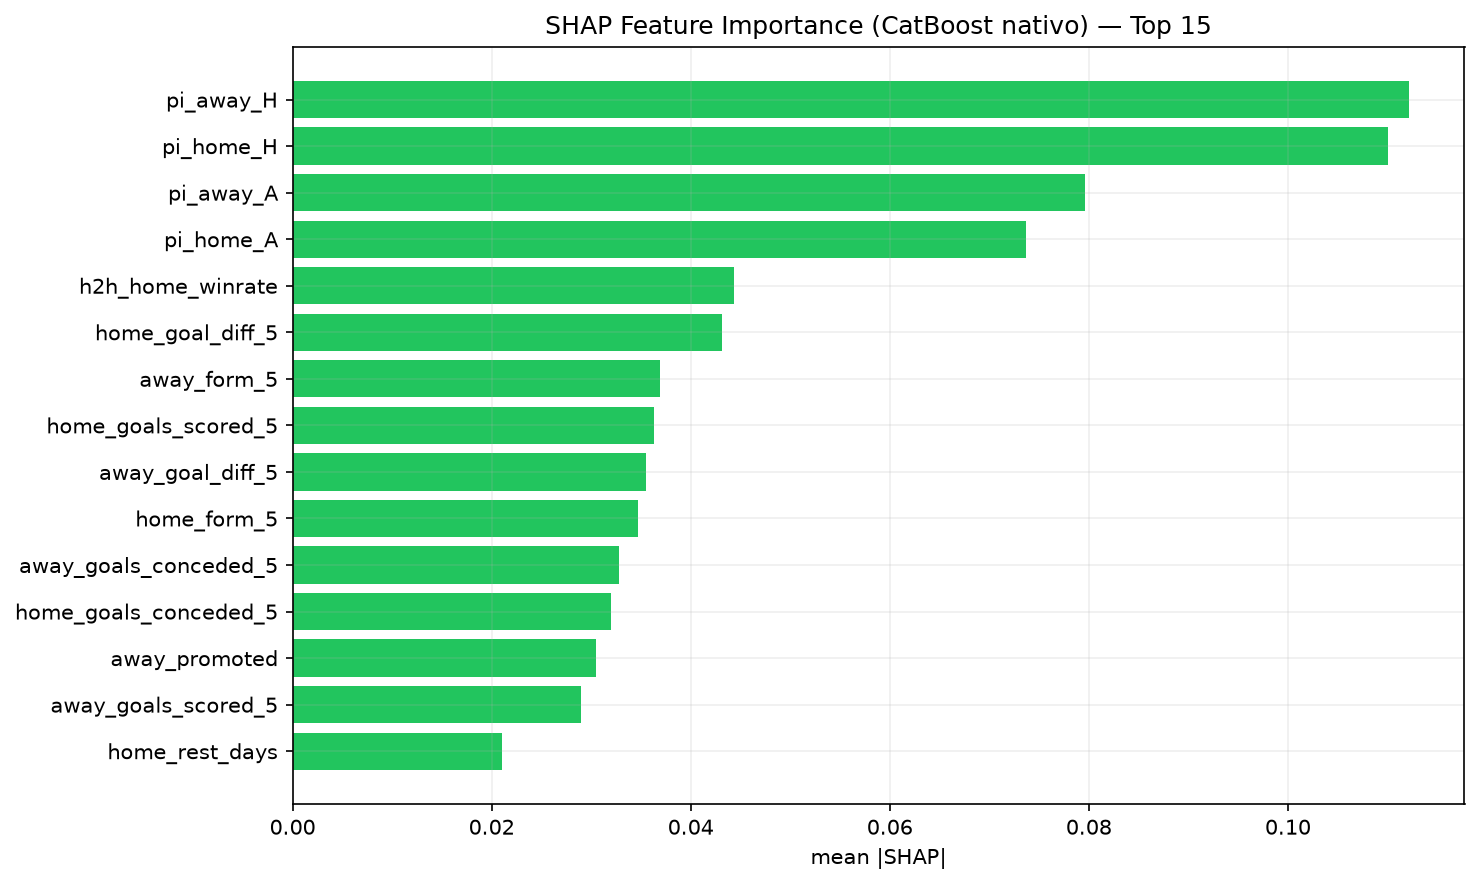 SHAP Feature Importance (CatBoost nativo) — Top 15
pi_away_H
pi_home_H
pi_away_A
pi_home_A
h2h_home_winrate
home_goal_diff_5
away_form_5
home_goals_scored_5
away_goal_diff_5
home_form_5
away_goals_conceded_5
home_goals_conceded_5
away_promoted
away_goals_scored_5
home_rest_days
0.00 0.02 0.04 0.06 0.08 0.10
mean |SHAP|